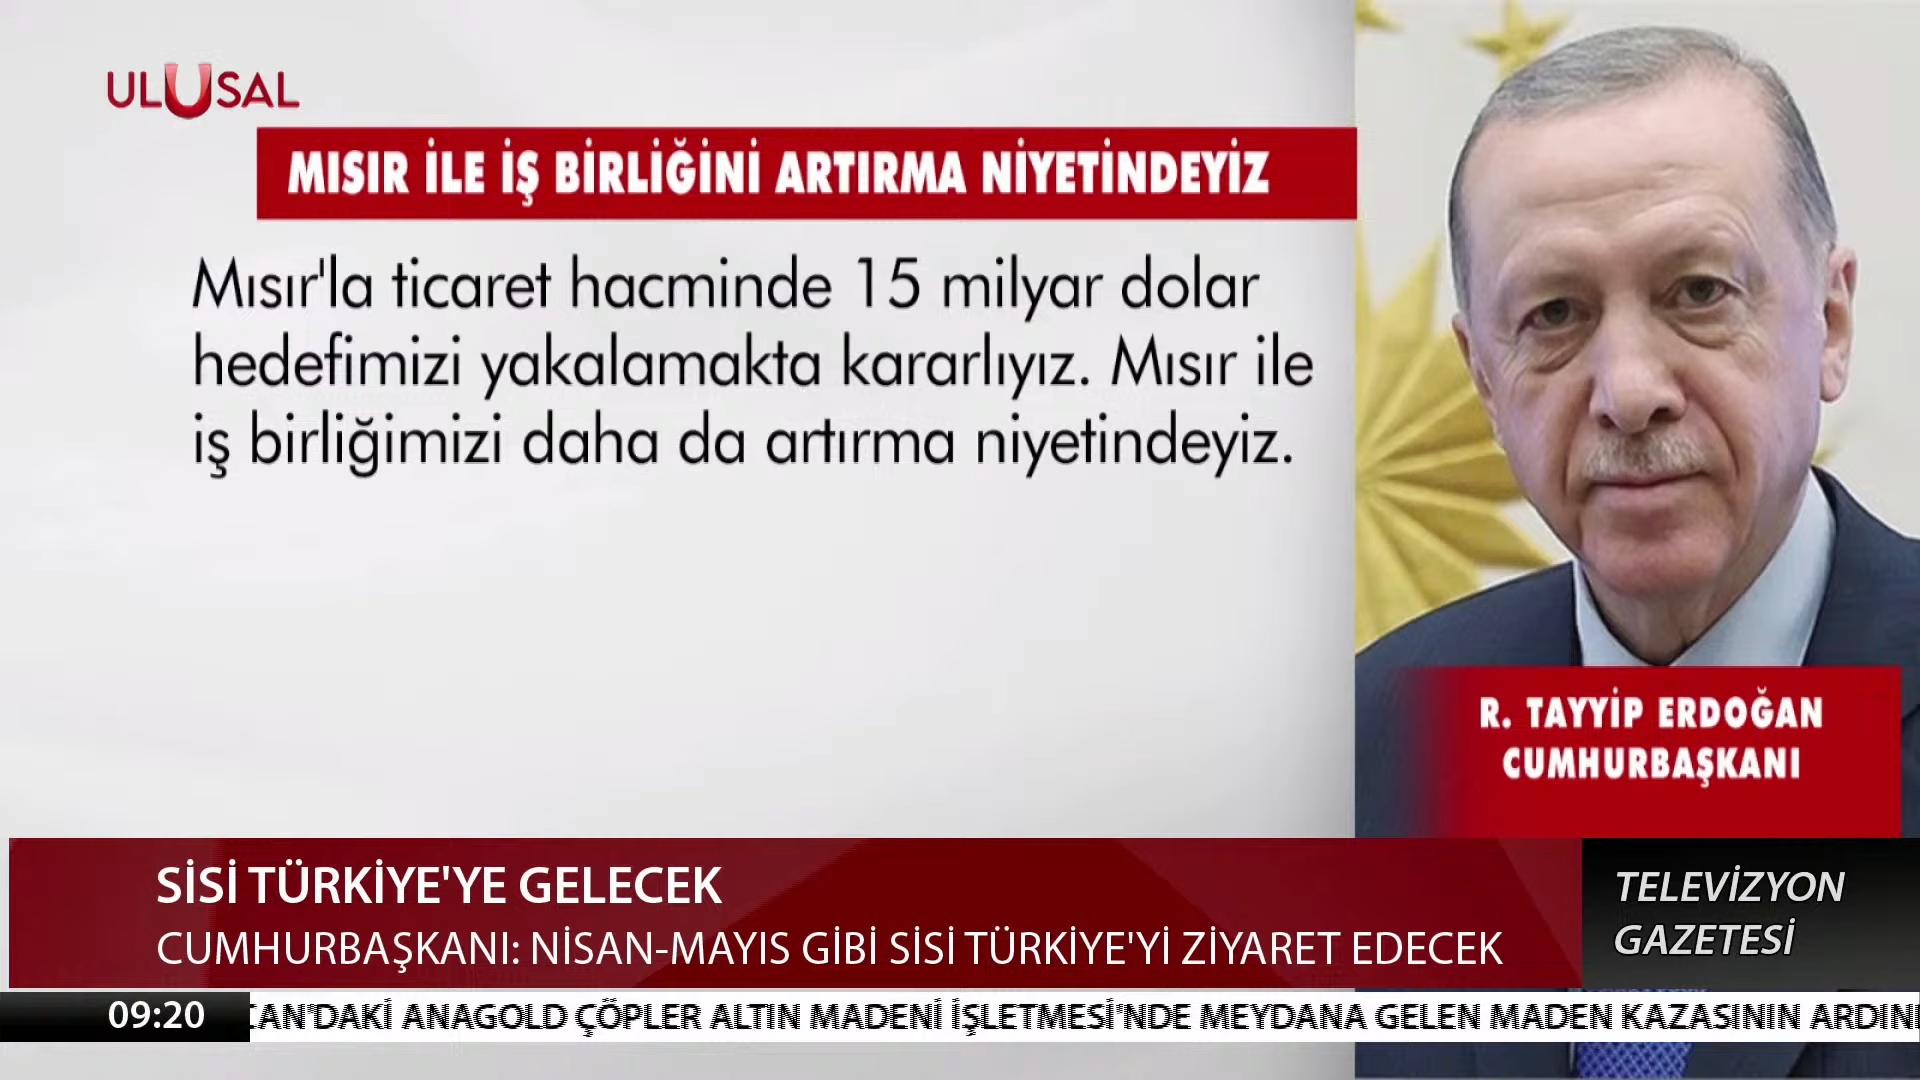 ULUSAL
MISIR İLE İŞ BİRLİĞİNİ ARTIRMA NİYETİNDEYİZ
Mısır'la ticaret hacminde 15 milyar dolar
hedefimizi yakalamakta kararlıyız. Mısır ile
iş birliğimizi daha da artırma niyetindeyiz.
R. TAYYİP ERDOĞAN
CUMHURBAŞKANI
SİSİ TÜRKİYE'YE GELECEK
CUMHURBAŞKANI: NİSAN-MAYIS GİBİ SİSİ TÜRKİYE'Yİ ZİYARET EDECEK
TELEVİZYON
GAZETESİ
09:20 CAN'DAKİ ANAGOLD ÇÖPLER ALTIN MADENİ İŞLETMESİ'NDE MEYDANA GELEN MADEN KAZASININ ARDIN